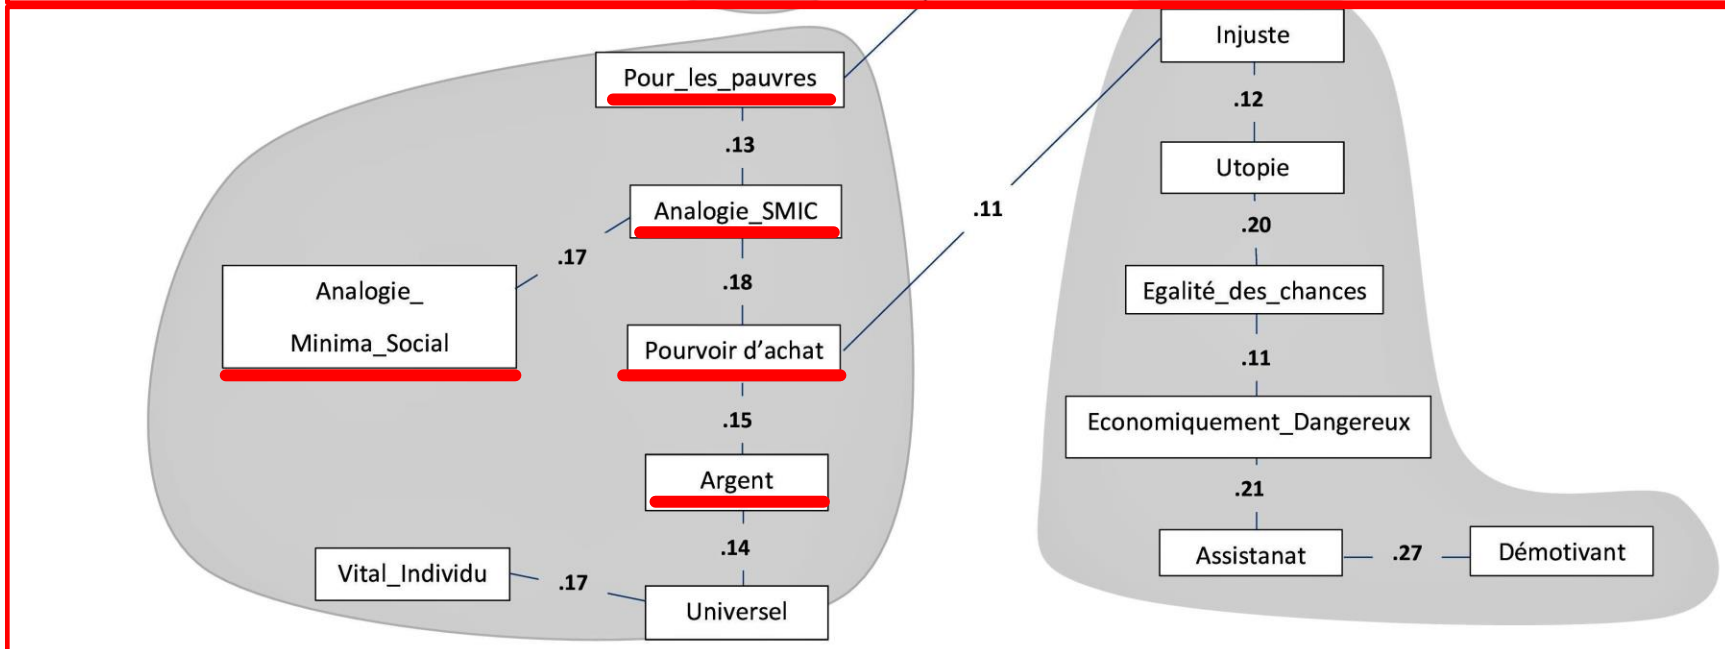 Injuste
Pour_les_pauvres
.12
.13
Utopie
Analogie_SMIC
.11
.20
.17
.18
Analogie_
Minima_Social
Egalité_des_chances
Pourvoir d’achat
.11
.15
Economiquement_Dangereux
Argent
.21
.14
Assistanat
.27
Démotivant
Vital_Individu
.17
Universel